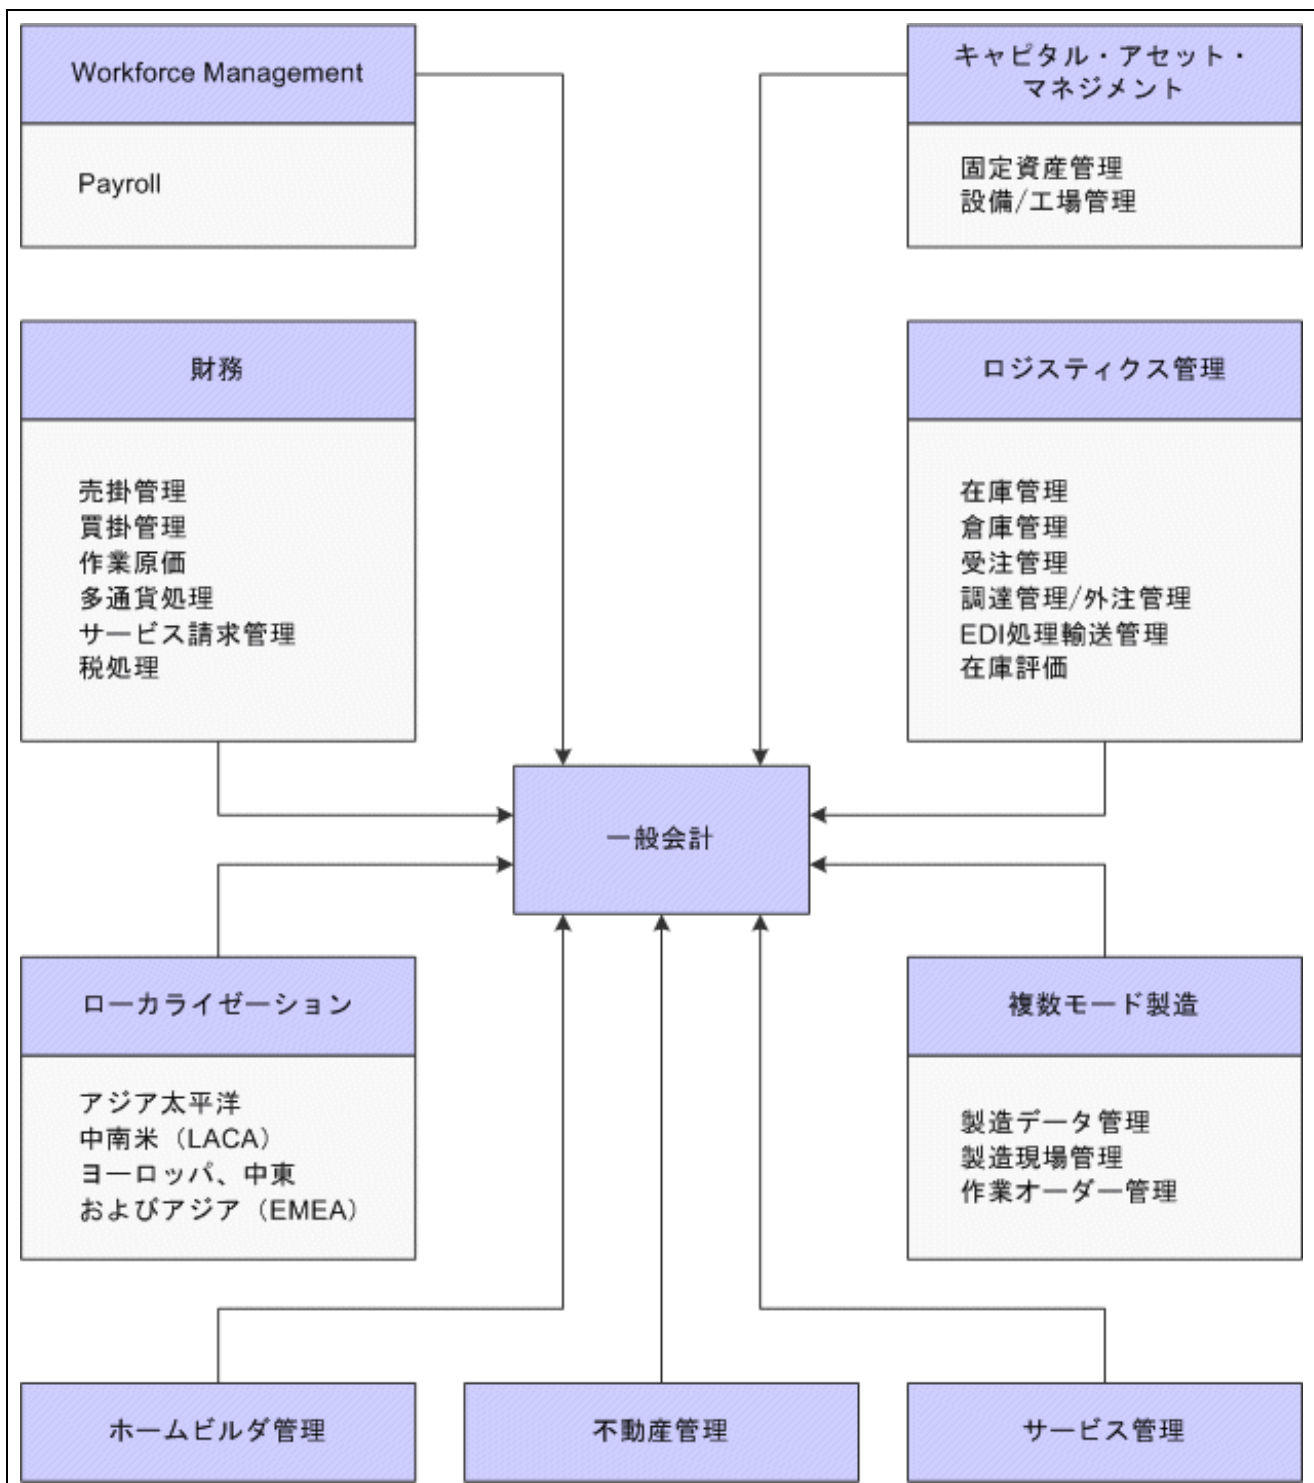 Workforce Management
Payroll
キャピタル・アセット・
マネジメント
固定資産管理
設備/工場管理
財務
売掛管理
買掛管理
作業原価
多通貨処理
サービス請求管理
税処理
ロジスティクス管理
在庫管理
倉庫管理
受注管理
調達管理/外注管理
EDI処理輸送管理
在庫評価
一般会計
ローカライゼーション
アジア太平洋
中南米（LACA）
ヨーロッパ、中東
およびアジア（EMEA）
複数モード製造
製造データ管理
製造現場管理
作業オーダー管理
ホームビルダ管理
不動産管理
サービス管理